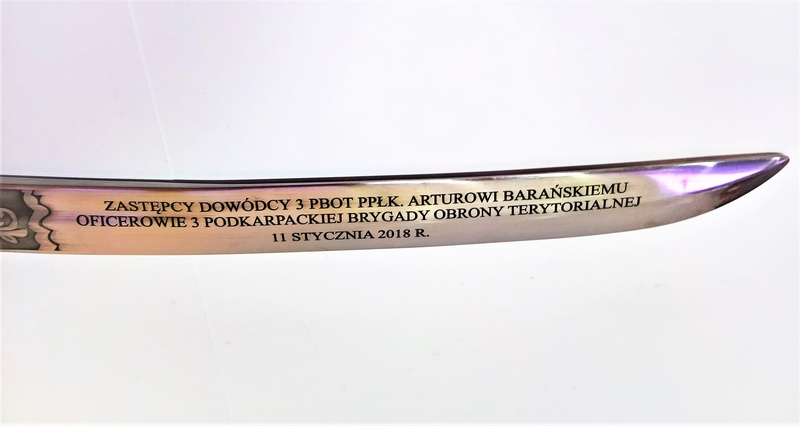 ZASTĘPCY DOWÓDCY 3 PBOT PPŁK. ARTUROWI BARAŃSKIEMU
OFICEROWIE 3 PODKARPACKIEJ BRYGADY OBRONY TERYTORIALNEJ
11 STYCZNIA 2018 R.